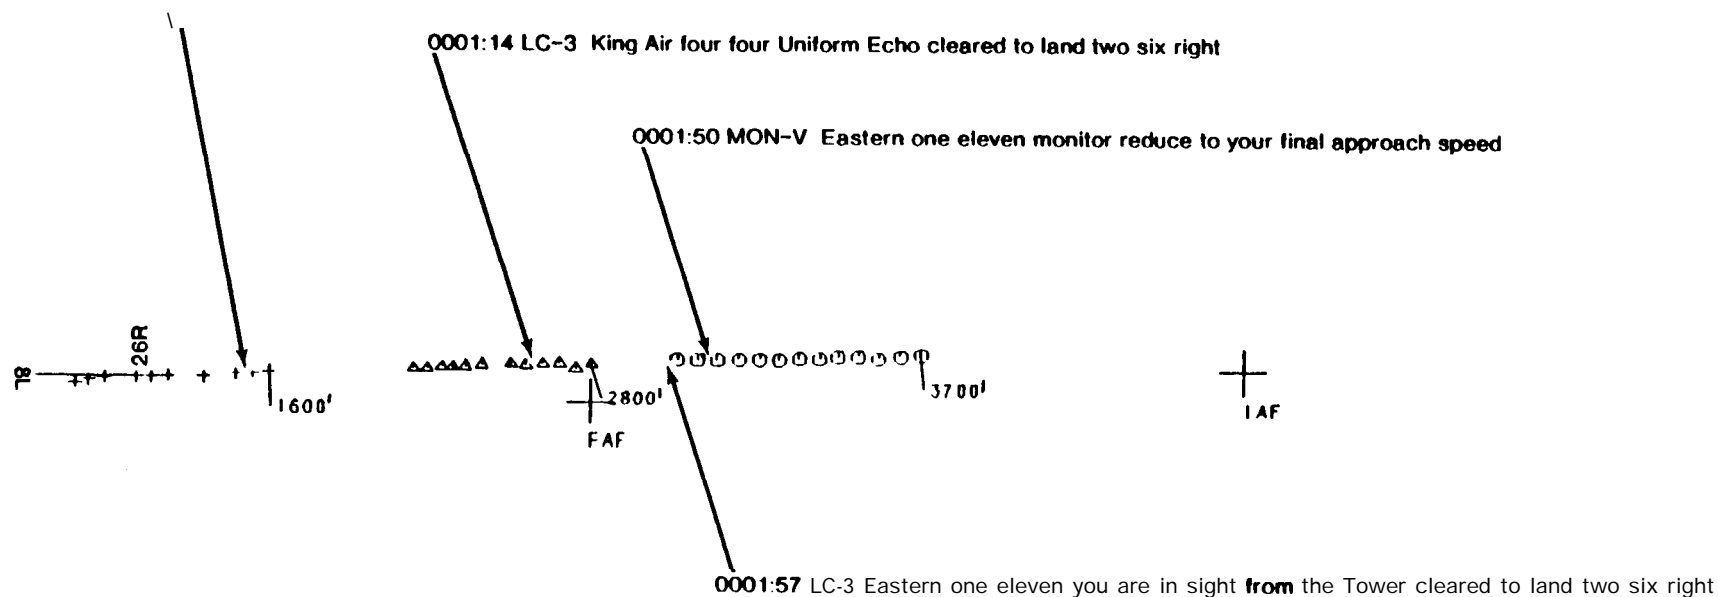 0001:14 LC-3 King Air four four Uniform Echo cleared to land two six right
0001:50 MON-V Eastern one eleven monitor reduce to your final approach speed
8L
26R
1600'
2800'
FAF
3700'
IAF
0001:57 LC-3 Eastern one eleven you are in sight from the Tower cleared to land two six right